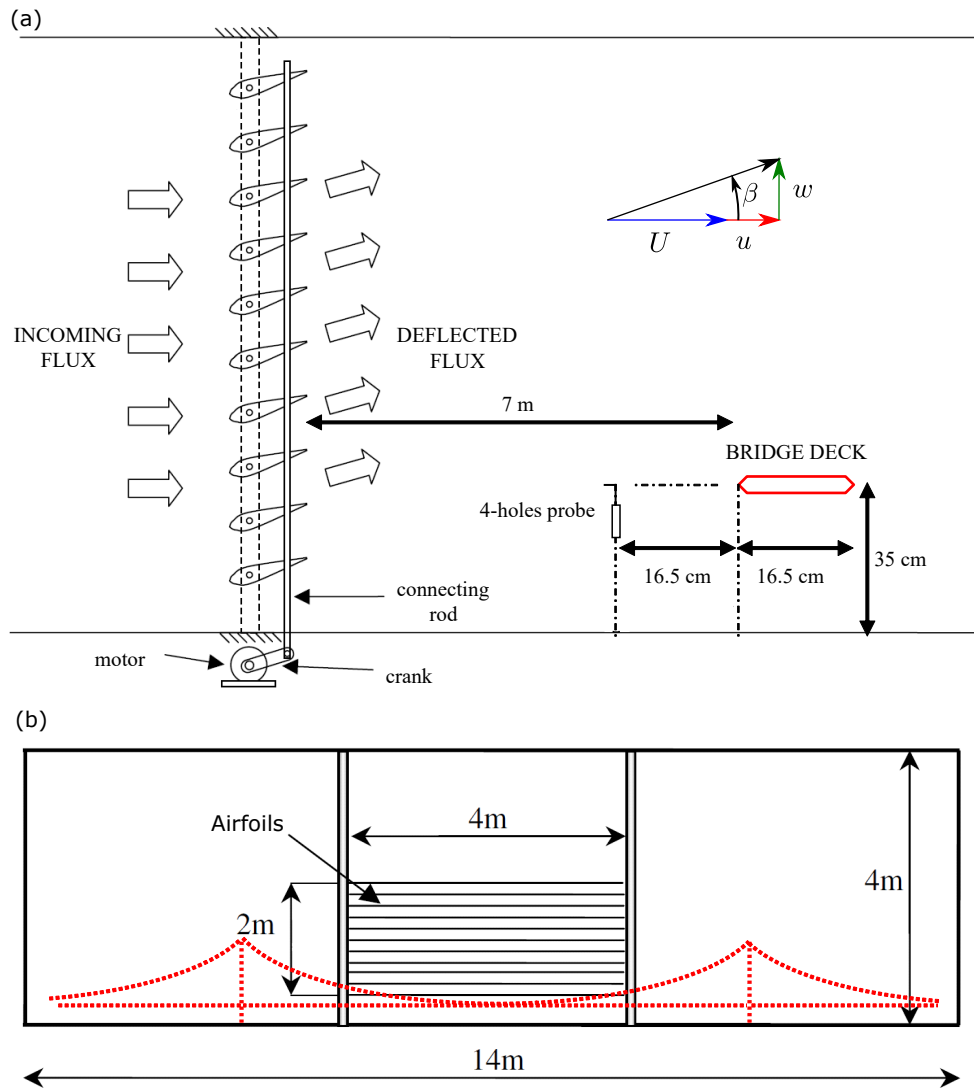 (a)
β
w
U
u
INCOMING
FLUX
DEFLECTED
FLUX
7 m
BRIDGE DECK
4-holes probe
16.5 cm
16.5 cm
35 cm
connecting
rod
motor
crank
(b)
Airfoils
4m
4m
2m
14m